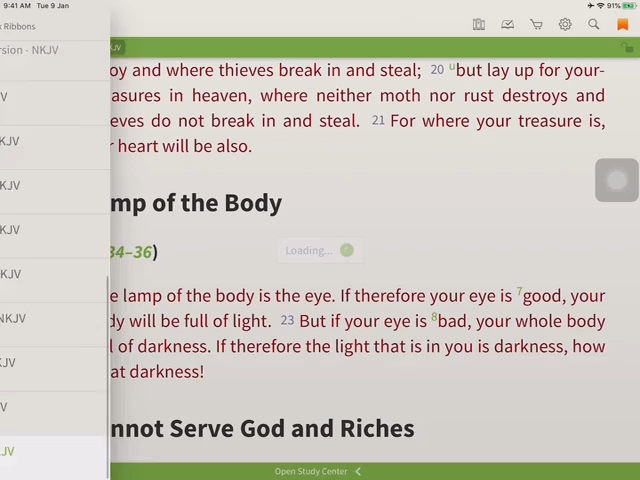 9:41 AM Tue 9 Jan
91%
Ribbons
- NKJV
oy and where thieves break in and steal; 20 u but lay up for your-
asures in heaven, where neither moth nor rust destroys and
eves do not break in and steal. 21 For where your treasure is,
heart will be also.
mp of the Body
34–36)
Loading...
e lamp of the body is the eye. If therefore your eye is 7 good, your
dy will be full of light. 23 But if your eye is 8 bad, your whole body
l of darkness. If therefore the light that is in you is darkness, how
at darkness!
nnot Serve God and Riches
KJV
KJV
KJV
KJV
NKJV
Open Study Center